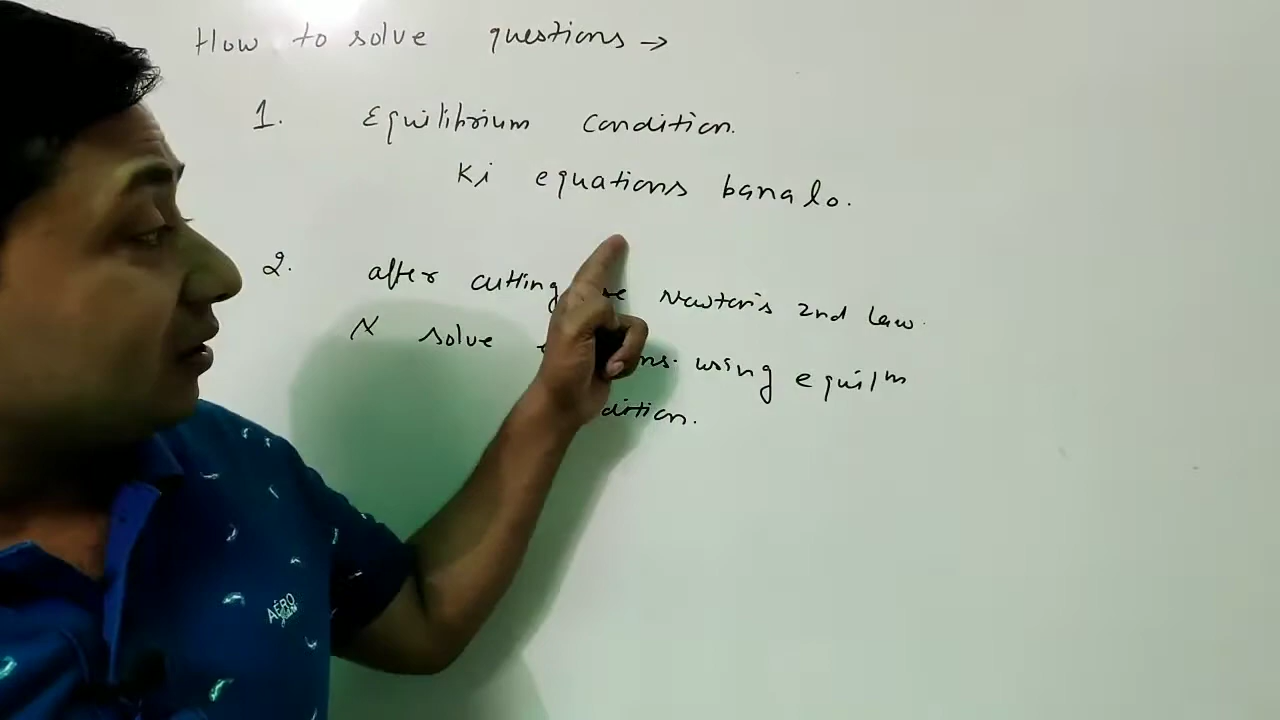 How to solve questions →
1. Equilibrium condition.
Ki equations banalo.
2. after cutting Newton's 2nd law.
solve using equilm
AÉRO